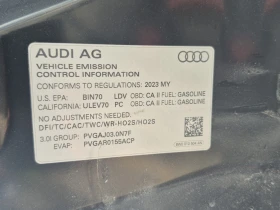 AUDI AG
VEHICLE EMISSION
CONTROL INFORMATION
CONFORMS TO REGULATIONS: 2023 MY
U.S. EPA: BIN70 LDV OBD: CA II FUEL: GASOLINE
CALIFORNIA: ULEV70 PC OBD: CA II FUEL: GASOLINE
NO ADJUSTMENTS NEEDED.
DFI/TC/CAC/TWC/WR-HO2S/HO2S
3.0l GROUP: PVGAJ03.0N7F
EVAP: PVGAR0155ACP